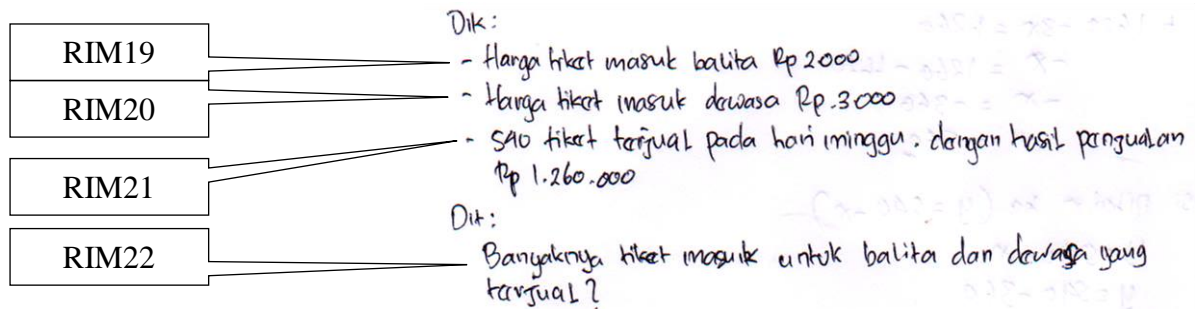 Dik:
RIM19
- Harga tiket masuk balita Rp 2000
RIM20
- Harga tiket masuk dewasa Rp. 3000
- 540 tiket terjual pada hari minggu. dengan hasil penjualan
RIM21
Rp 1.260.000
Dit:
RIM22
Banyaknya tiket masuk untuk balita dan dewasa yang
terjual?